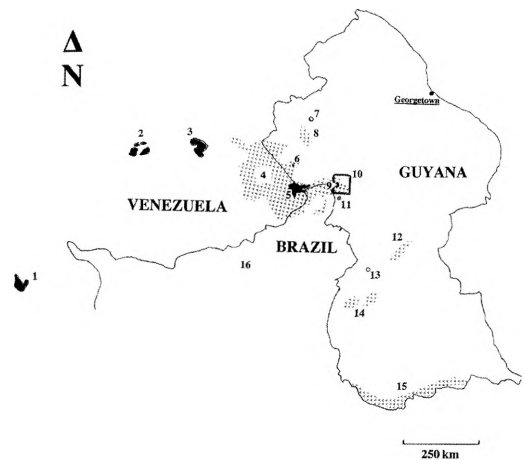 Δ
N
Georgetown
7
8
2
3
6
4
10
9
5
11
GUYANA
VENEZUELA
BRAZIL
12
16
13
1
14
15
250 km